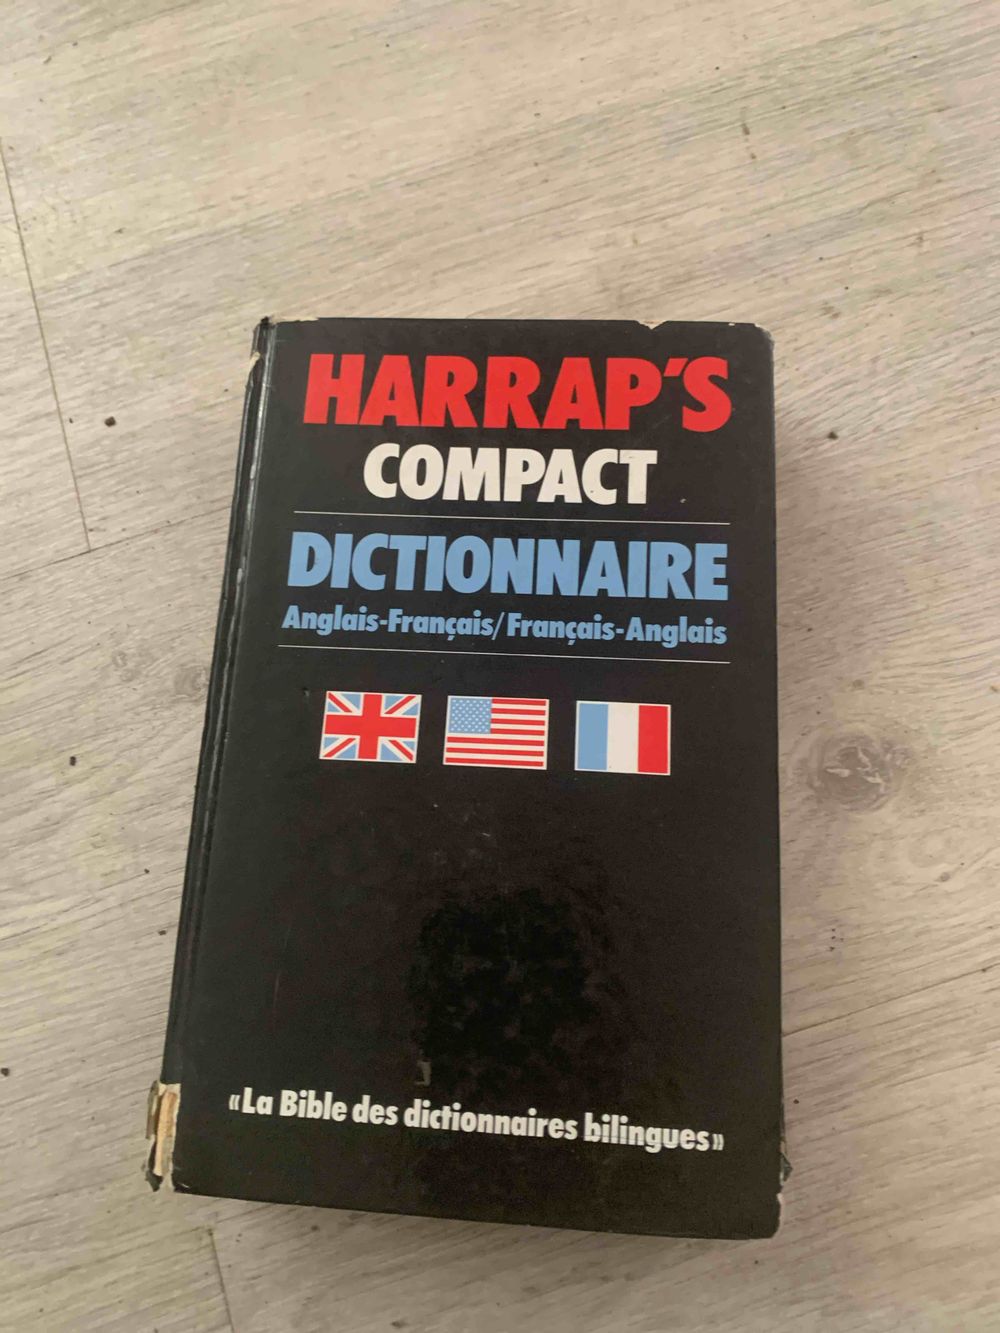 HARRAP'S
COMPACT
DICTIONNAIRE
Anglais-Français/Français-Anglais
«La Bible des dictionnaires bilingues»